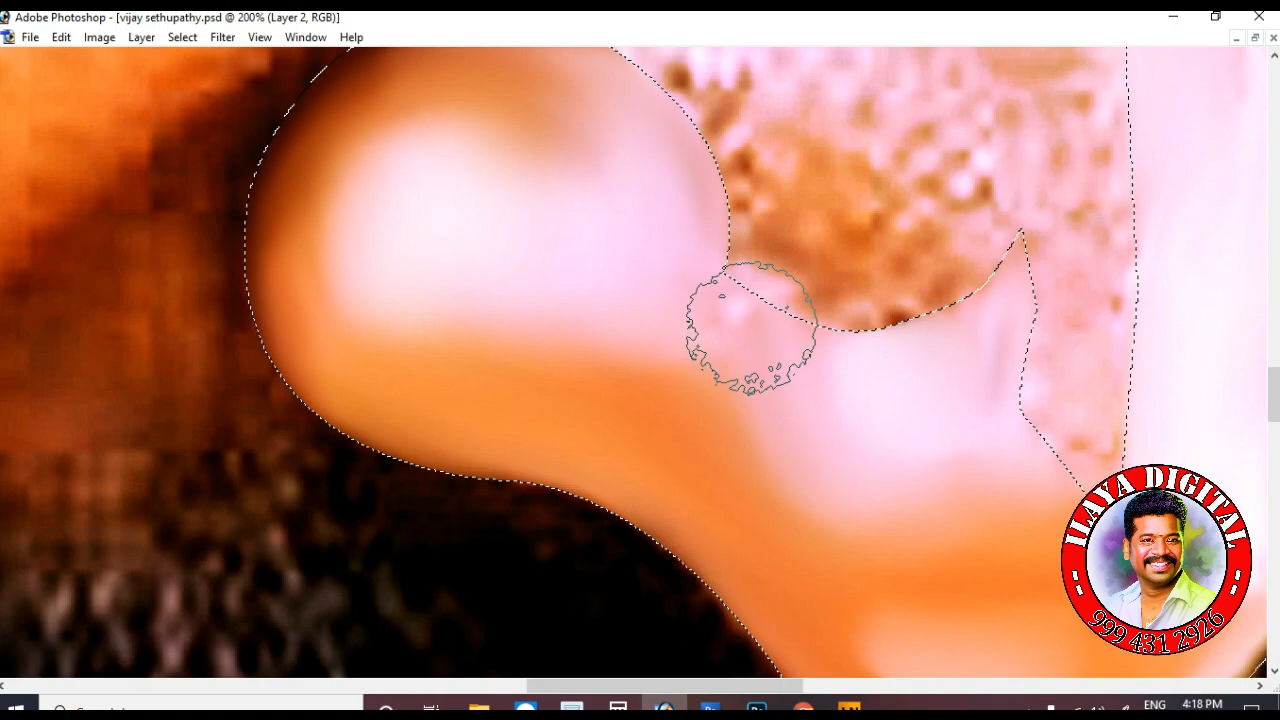 Adobe Photoshop - [vijay sethupathy.psd @ 200% (Layer 2, RGB)]
File Edit Image Layer Select Filter View Window Help
ILAYA DIGITAL
999 431 2926
ENG 4:18 PM